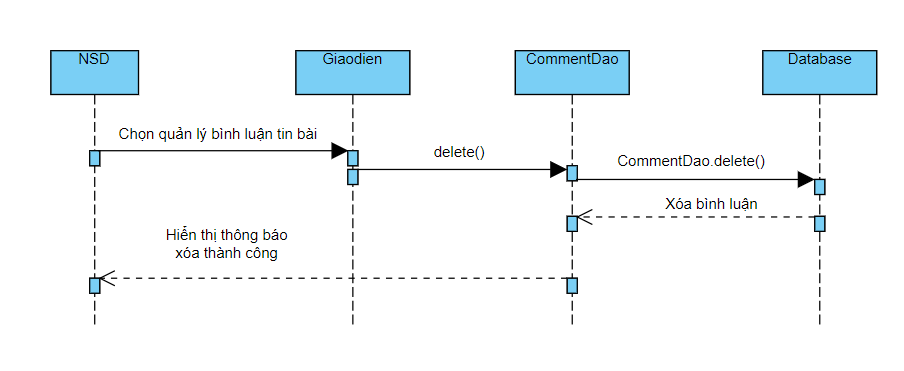 NSD
Giaodien
CommentDao
Database
Chọn quản lý bình luận tin bài
delete()
CommentDao.delete()
Xóa bình luận
Hiển thị thông báo
xóa thành công